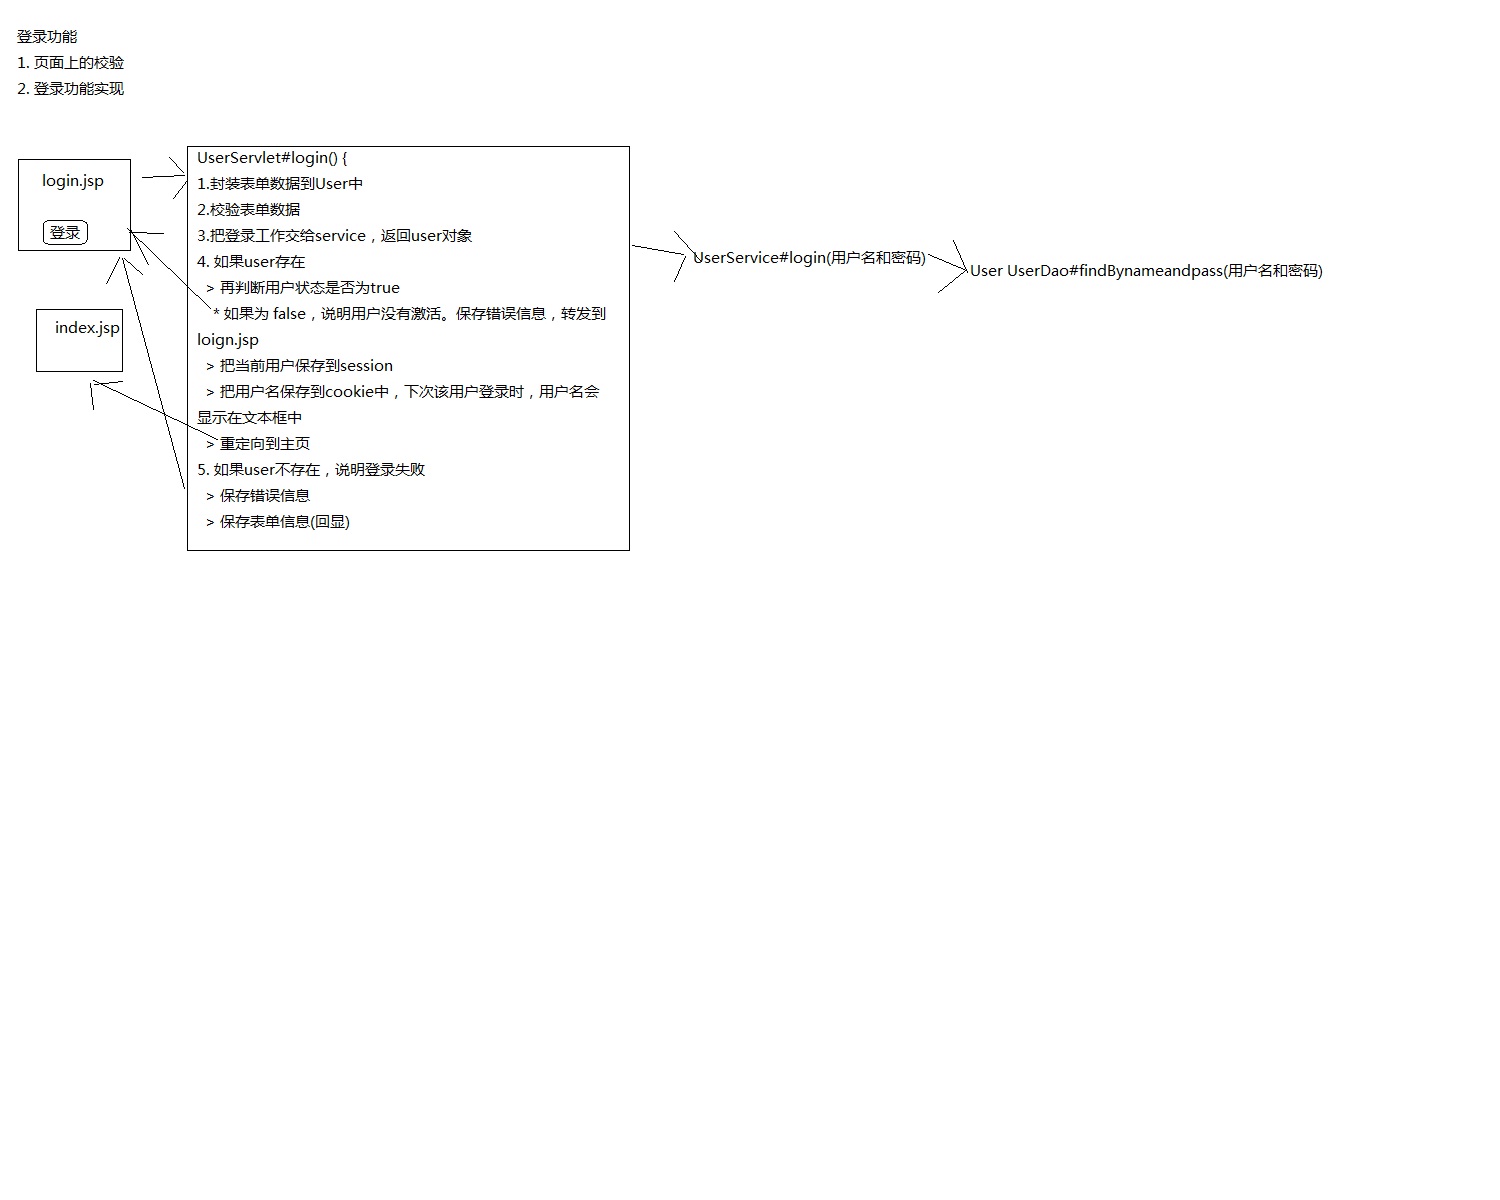 登录功能
1. 页面上的校验
2. 登录功能实现
login.jsp
登录
index.jsp
UserServlet#login() {
1.封装表单数据到User中
2.校验表单数据
3.把登录工作交给service，返回user对象
4. 如果user存在
> 再判断用户状态是否为true
* 如果为 false，说明用户没有激活。保存错误信息，转发到
loign.jsp
> 把当前用户保存到session
> 把用户名保存到cookie中，下次该用户登录时，用户名会
显示在文本框中
> 重定向到主页
5. 如果user不存在，说明登录失败
> 保存错误信息
> 保存表单信息(回显)
UserService#login(用户名和密码)
User UserDao#findBynameandpass(用户名和密码)